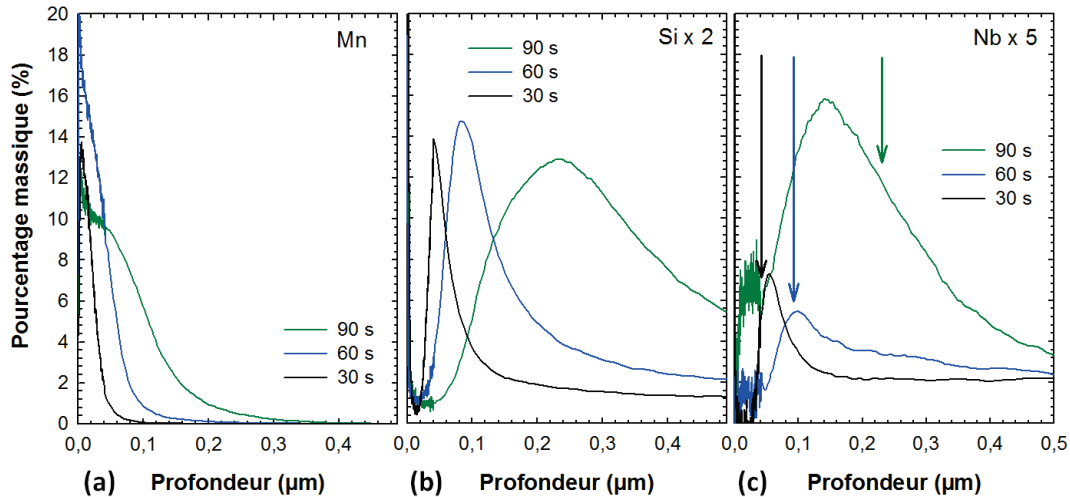 Pourcentage massique (%)
20
18
16
14
12
10
8
6
4
2
0
Mn
90 s
60 s
30 s
0,0
0,1
0,2
0,3
0,4
(a)
Profondeur (µm)
Si x 2
90 s
60 s
30 s
0,0
0,1
0,2
0,3
0,4
(b)
Profondeur (µm)
Nb x 5
90 s
60 s
30 s
0,0
0,1
0,2
0,3
0,4
0,5
(c)
Profondeur (µm)